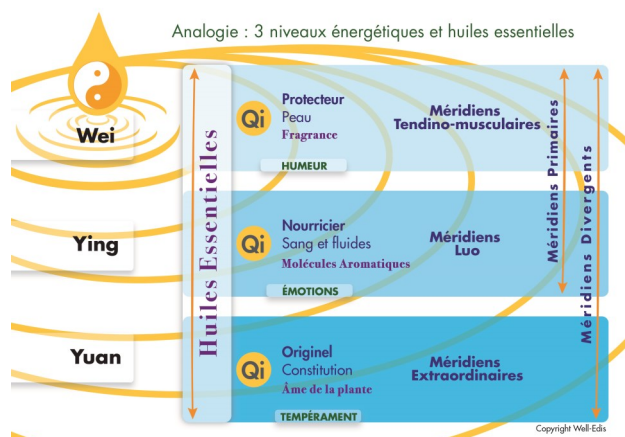 Analogie : 3 niveaux énergétiques et huiles essentielles
Wei
Ying
Yuan
Huiles Essentielles
Qi
Protecteur
Peau
Fragrance
HUMEUR
Méridiens
Tendino-musculaires
Qi
Nourricier
Sang et fluides
Molécules Aromatiques
ÉMOTIONS
Méridiens
Luo
Qi
Originel
Constitution
Âme de la plante
TEMPÉRAMENT
Méridiens
Extraordinaires
Méridiens Primaires
Méridiens Divergents
Copyright Well-Edis